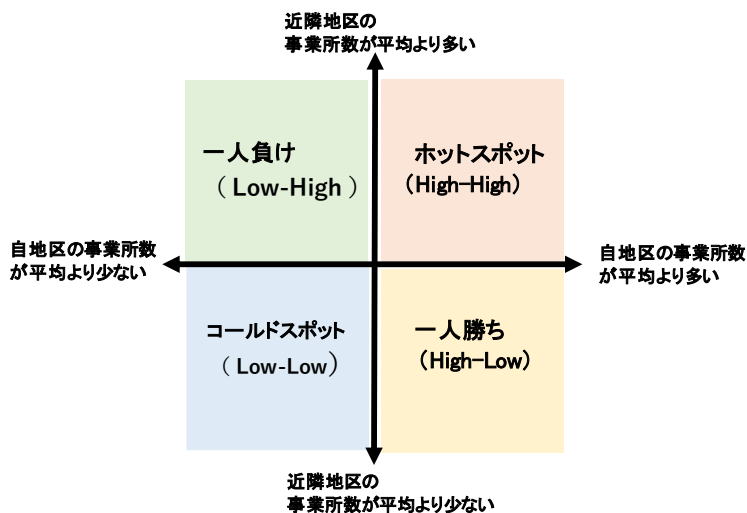 近隣地区の
事業所数が平均より多い
一人負け
（Low-High）
ホットスポット
(High-High)
自地区の事業所数
が平均より少ない
自地区の事業所数
が平均より多い
コールドスポット
（Low-Low）
一人勝ち
(High-Low)
近隣地区の
事業所数が平均より少ない